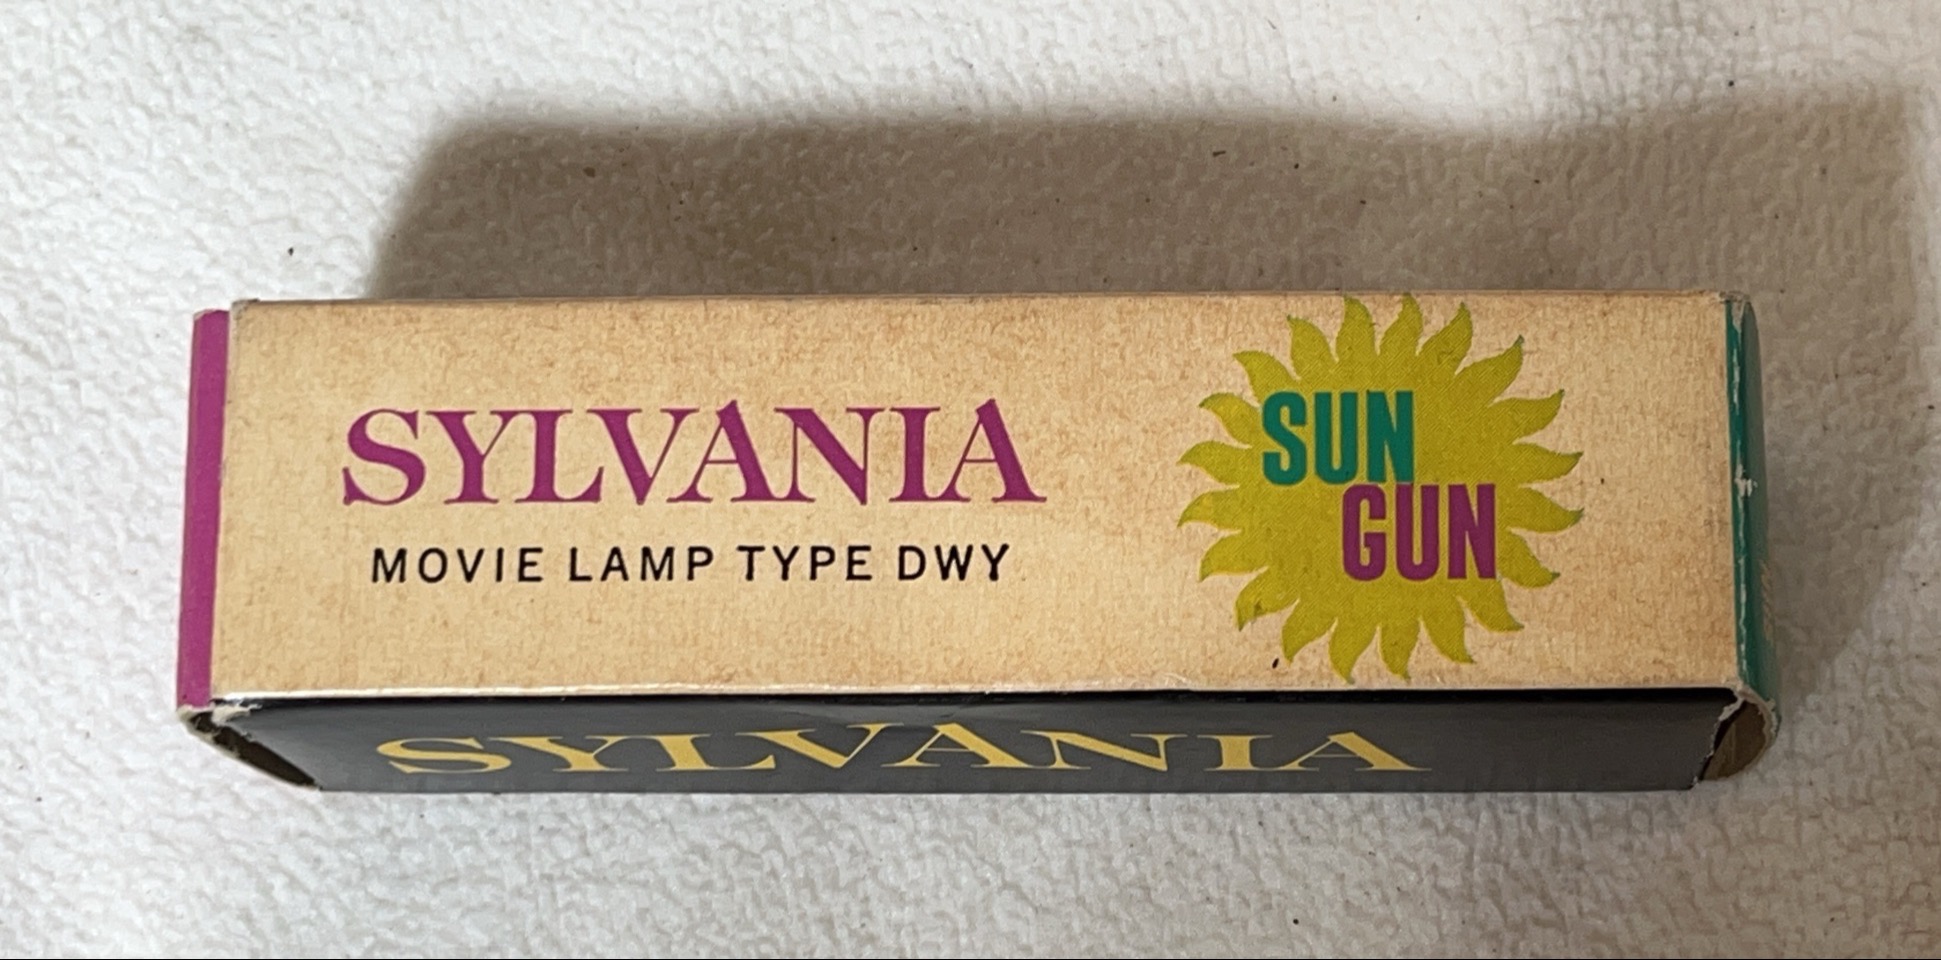 SYLVANIA
MOVIE LAMP TYPE DWY
SUN
GUN
SYLVANIA